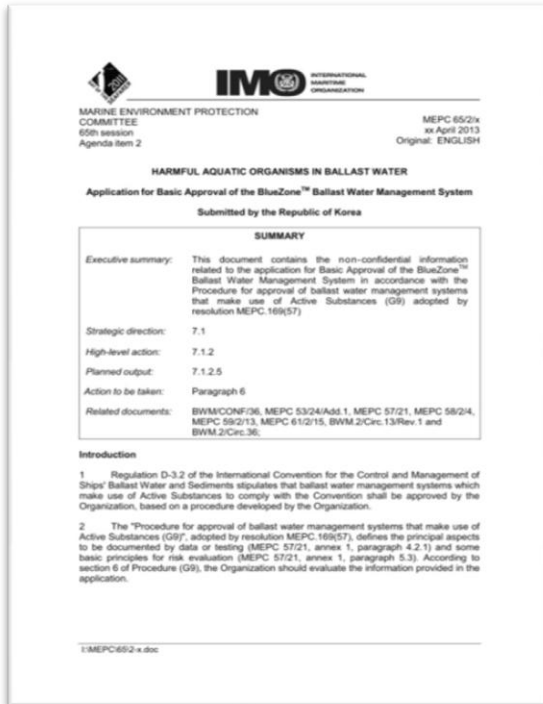 IMO INTERNATIONAL
MARITIME
ORGANIZATION
MARINE ENVIRONMENT PROTECTION
COMMITTEE
65th session
Agenda item 2
MEPC 65/2/x
xx April 2013
Original: ENGLISH
HARMFUL AQUATIC ORGANISMS IN BALLAST WATER
Application for Basic Approval of the BlueZone™ Ballast Water Management System
Submitted by the Republic of Korea
SUMMARY
Executive summary: This document contains the non-confidential information
related to the application for Basic Approval of the BlueZone™
Ballast Water Management System in accordance with the
Procedure for approval of ballast water management systems
that make use of Active Substances (G9) adopted by
resolution MEPC.169(57)
Strategic direction: 7.1
High-level action: 7.1.2
Planned output: 7.1.2.5
Action to be taken: Paragraph 6
Related documents: BWM/CONF/36, MEPC 53/24/Add.1, MEPC 57/21, MEPC 58/2/4,
MEPC 59/2/13, MEPC 61/2/15, BWM.2/Circ.13/Rev.1 and
BWM.2/Circ.36;
Introduction
1 Regulation D-3.2 of the International Convention for the Control and Management of
Ships' Ballast Water and Sediments stipulates that ballast water management systems which
make use of Active Substances to comply with the Convention shall be approved by the
Organization, based on a procedure developed by the Organization.
2 The "Procedure for approval of ballast water management systems that make use of
Active Substances (G9)", adopted by resolution MEPC.169(57), defines the principal aspects
to be documented by data or testing (MEPC 57/21, annex 1, paragraph 4.2.1) and some
basic principles for risk evaluation (MEPC 57/21, annex 1, paragraph 5.3). According to
section 6 of Procedure (G9), the Organization should evaluate the information provided in the
application.
I:\MEPC\65\2-x.doc